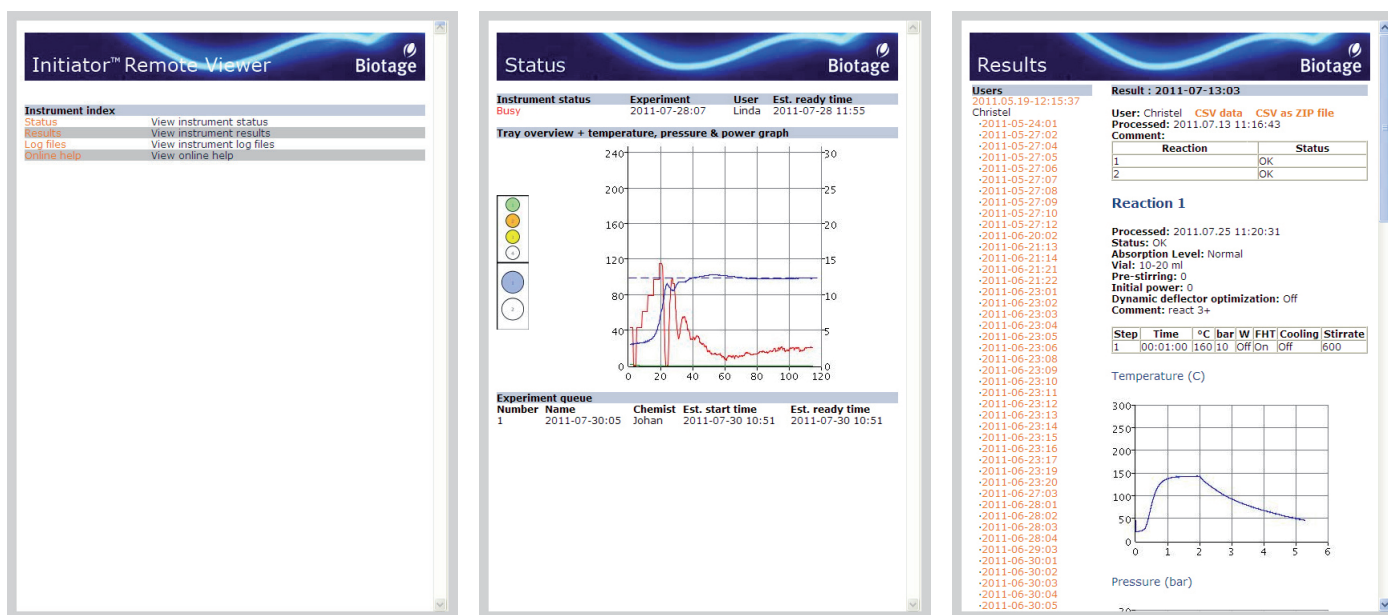 Initiator™ Remote Viewer
Biotage
Instrument index
Status View instrument status
Results View instrument results
Log files View instrument log files
Online help View online help
Status
Biotage
Instrument status Experiment User Est. ready time
Busy 2011-07-28:07 Linda 2011-07-28 11:55
Tray overview + temperature, pressure & power graph
240 30
200 25
160 20
120 15
80 10
40 5
0 0
0 20 40 60 80 100 120
Experiment queue
Number Name Chemist Est. start time Est. ready time
1 2011-07-30:05 Johan 2011-07-30 10:51 2011-07-30 10:51
Results
Biotage
Users
2011.05.19-12:15:37
Christel
·2011-05-24:01
·2011-05-27:02
·2011-05-27:04
·2011-05-27:05
·2011-05-27:06
·2011-05-27:07
·2011-05-27:08
·2011-05-27:09
·2011-05-27:10
·2011-05-27:12
·2011-06-20:02
·2011-06-21:13
·2011-06-21:14
·2011-06-21:21
·2011-06-21:22
·2011-06-23:01
·2011-06-23:02
·2011-06-23:03
·2011-06-23:04
·2011-06-23:05
·2011-06-23:06
·2011-06-23:08
·2011-06-23:09
·2011-06-23:10
·2011-06-23:11
·2011-06-23:12
·2011-06-23:13
·2011-06-23:14
·2011-06-23:15
·2011-06-23:16
·2011-06-23:17
·2011-06-23:19
·2011-06-23:20
·2011-06-27:03
·2011-06-28:01
·2011-06-28:02
·2011-06-28:03
·2011-06-28:04
·2011-06-29:03
·2011-06-30:01
·2011-06-30:02
·2011-06-30:03
·2011-06-30:04
·2011-06-30:05
Result : 2011-07-13:03
User: Christel CSV data CSV as ZIP file
Processed: 2011.07.13 11:16:43
Comment:
Reaction Status
1 OK
2 OK
Reaction 1
Processed: 2011.07.25 11:20:31
Status: OK
Absorption Level: Normal
Vial: 10-20 ml
Pre-stirring: 0
Initial power: 0
Dynamic deflector optimization: Off
Comment: react 3+
Step Time °C bar W FHT Cooling Stirrate
1 00:01:00 160 10 Off On Off 600
Temperature (C)
300
250
200
150
100
50
0
0 1 2 3 4 5 6
Pressure (bar)